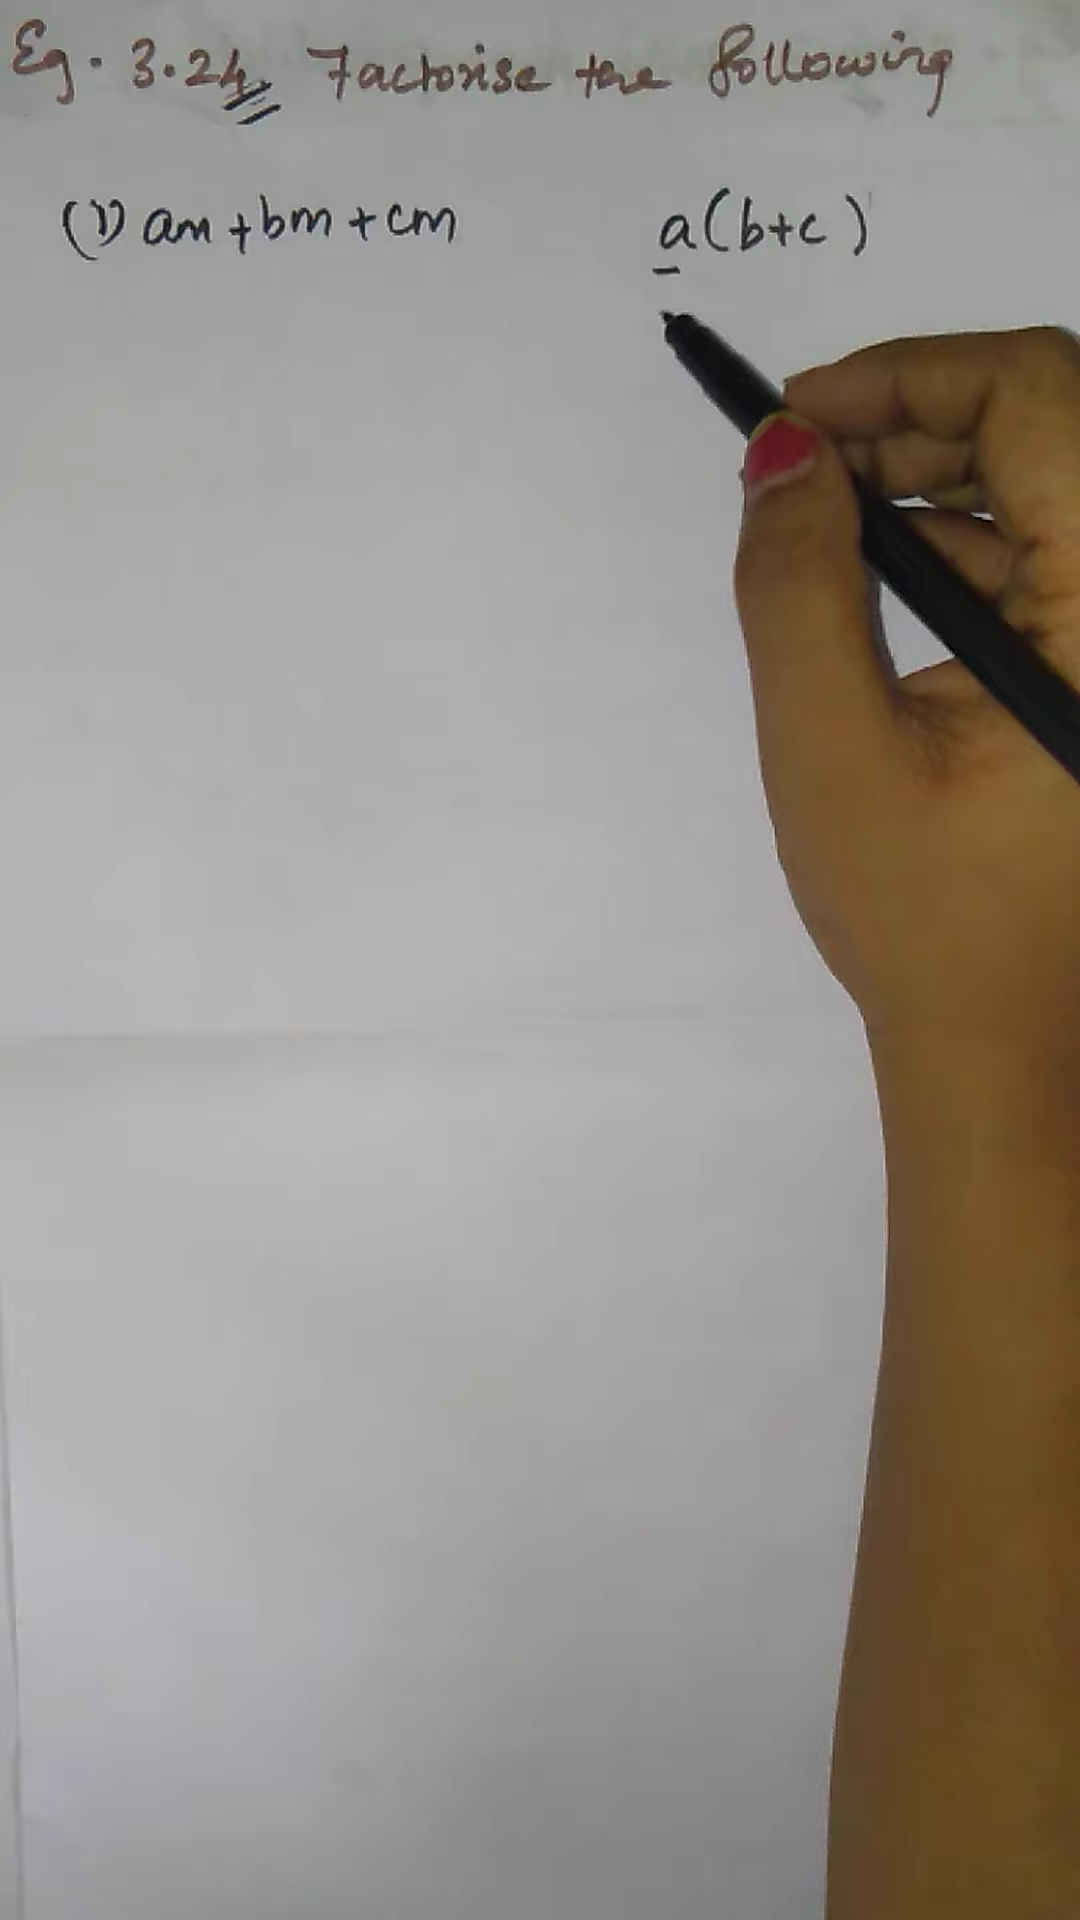 Eg. 3.24 Factorise the following
(1) am + bm + cm a(b+c)